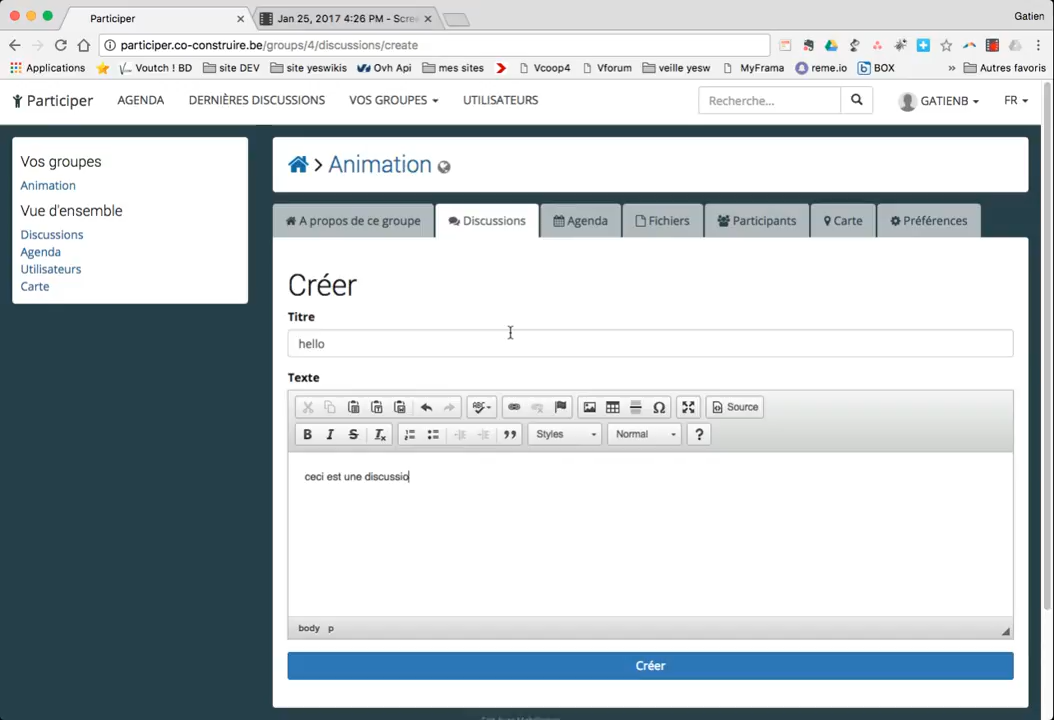 Participer
Jan 25, 2017 4:26 PM - Scre
Gatien
participer.co-construire.be/groups/4/discussions/create
Applications
Voutch ! BD
site DEV
site yeswikis
Ovh Api
mes sites
Vcoop4
Vforum
veille yesw
MyFrama
reme.io
BOX
» Autres favoris
Participer
AGENDA
DERNIÈRES DISCUSSIONS
VOS GROUPES
UTILISATEURS
Recherche...
GATIENB
FR
Vos groupes
Animation
Vue d'ensemble
Discussions
Agenda
Utilisateurs
Carte
> Animation
A propos de ce groupe
Discussions
Agenda
Fichiers
Participants
Carte
Préférences
Créer
Titre
hello
Texte
Source
B I S Tx
Styles
Normal
?
ceci est une discussio
body p
Créer